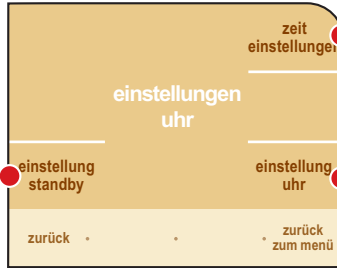 zeit
einstellungen
einstellungen
uhr
einstellung
standby
einstellung
uhr
zurück
zurück
zum menü